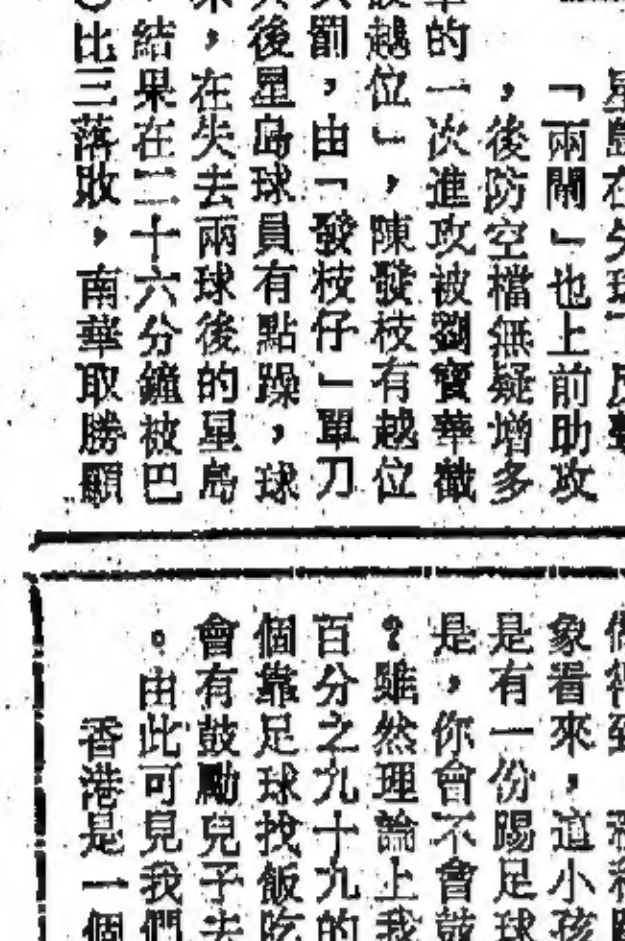 星島在失球
「兩閘」也上前助攻
，後防空檔無疑增多
的一次進攻被劉寶華截
越位」，陳發枝有越位
罰，由「發枝仔」單刀
後星島球員有點躁，球
，在失去兩球後的星島
結果在二十六分鐘被巴
比三落敗，南華取勝顯
象看來，這小孩
是有一份踢足球
是，你會不會鼓
？雖然理論上我
百分之九十九的
個靠足球找飯吃
會有鼓勵兒子去
。由此可見我們
香港是一個